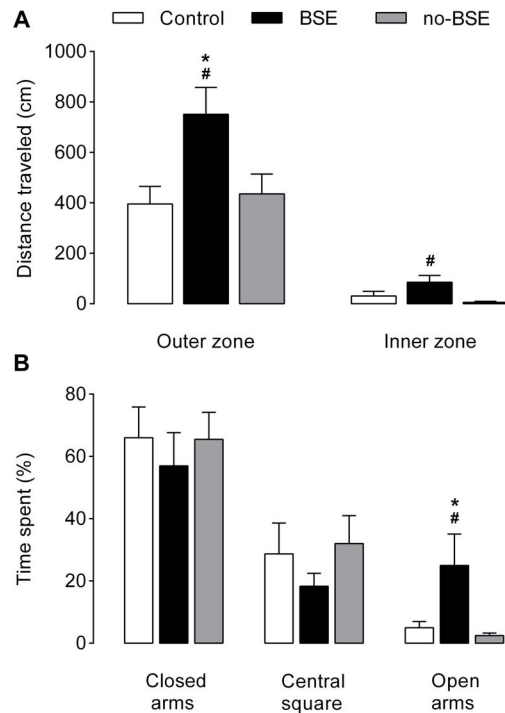 A
Control BSE no-BSE
Distance traveled (cm)
1000
800
600
400
200
0
*
#
#
Outer zone Inner zone
B
Time spent (%)
80
60
40
20
0
*
#
Closed arms Central square Open arms